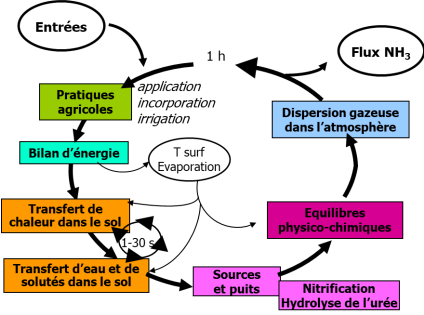 Entrées
1 h
Flux NH3
Pratiques
agricoles
application
incorporation
irrigation
Dispersion gazeuse
dans l'atmosphère
Bilan d'énergie
T surf
Evaporation
Transfert de
chaleur dans le sol
Equilibres
physico-chimiques
1-30 s
Transfert d'eau et de
solutés dans le sol
Sources
et puits
Nitrification
Hydrolyse de l'urée